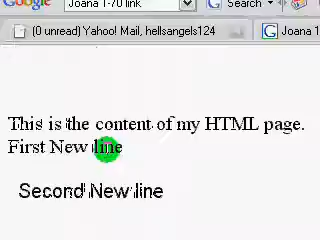 Google Joana 1-70 link Search
(0 unread) Yahoo! Mail, hellsangels124 Joana 1
This is the content of my HTML page.
First New line
Second New line